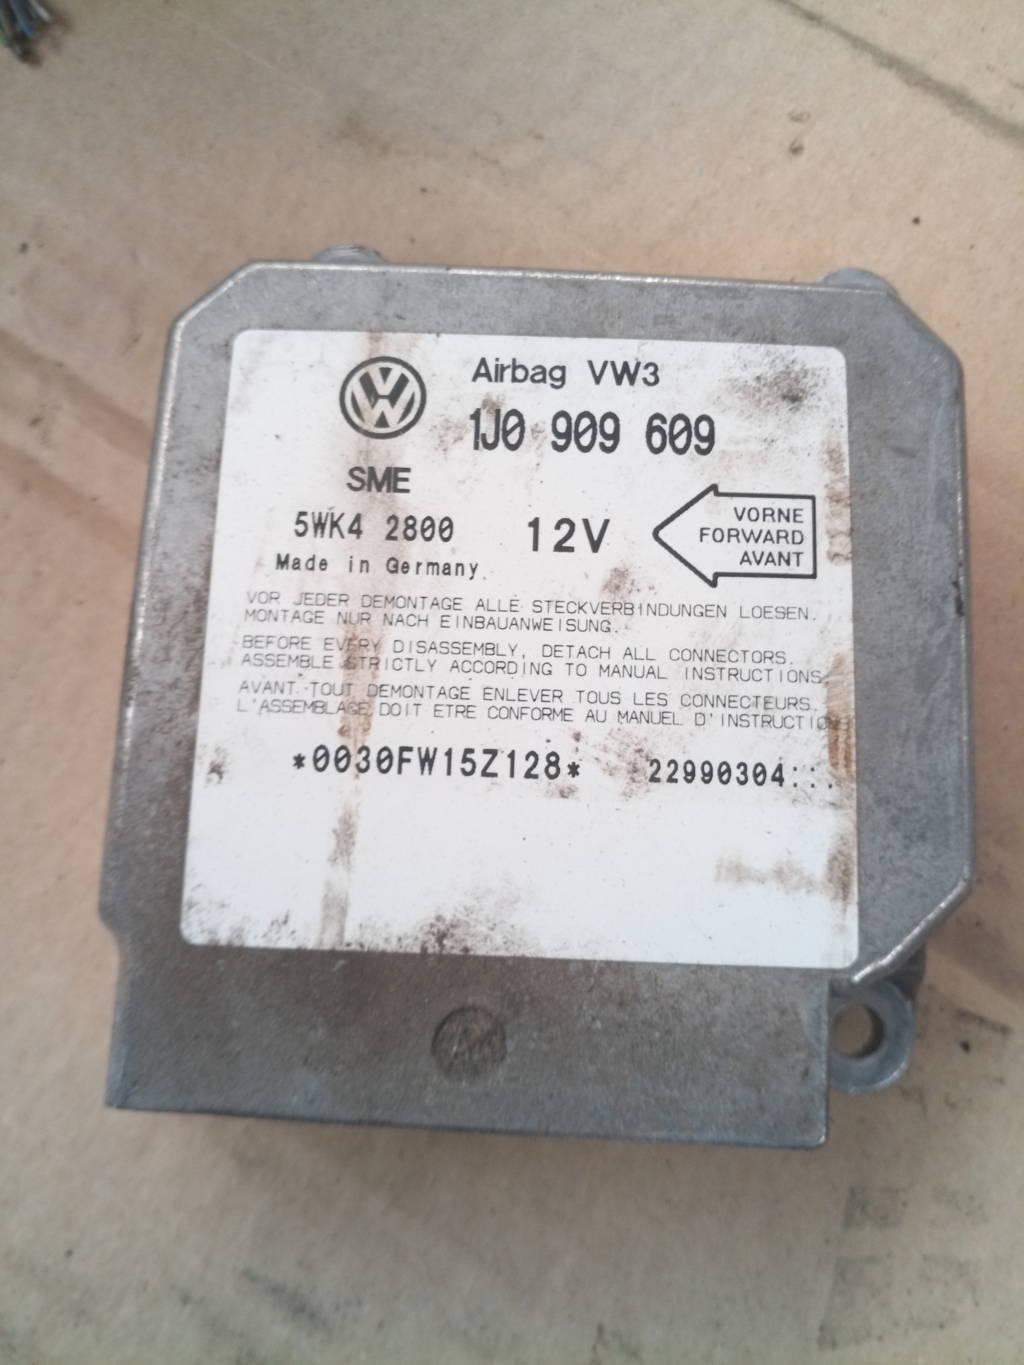 Airbag VW3
1J0 909 609
SME
5WK4 2800
12V
Made in Germany
VORNE
FORWARD
AVANT
VOR JEDER DEMONTAGE ALLE STECKVERBINDUNGEN LOESEN.
MONTAGE NUR NACH EINBAUANWEISUNG.
BEFORE EVERY DISASSEMBLY, DETACH ALL CONNECTORS.
ASSEMBLE STRICTLY ACCORDING TO MANUAL INSTRUCTIONS.
AVANT TOUT DEMONTAGE ENLEVER TOUS LES CONNECTEURS.
L'ASSEMBLAGE DOIT ETRE CONFORME AU MANUEL D'INSTRUCTION
*0030FW15Z128* 22990304:::